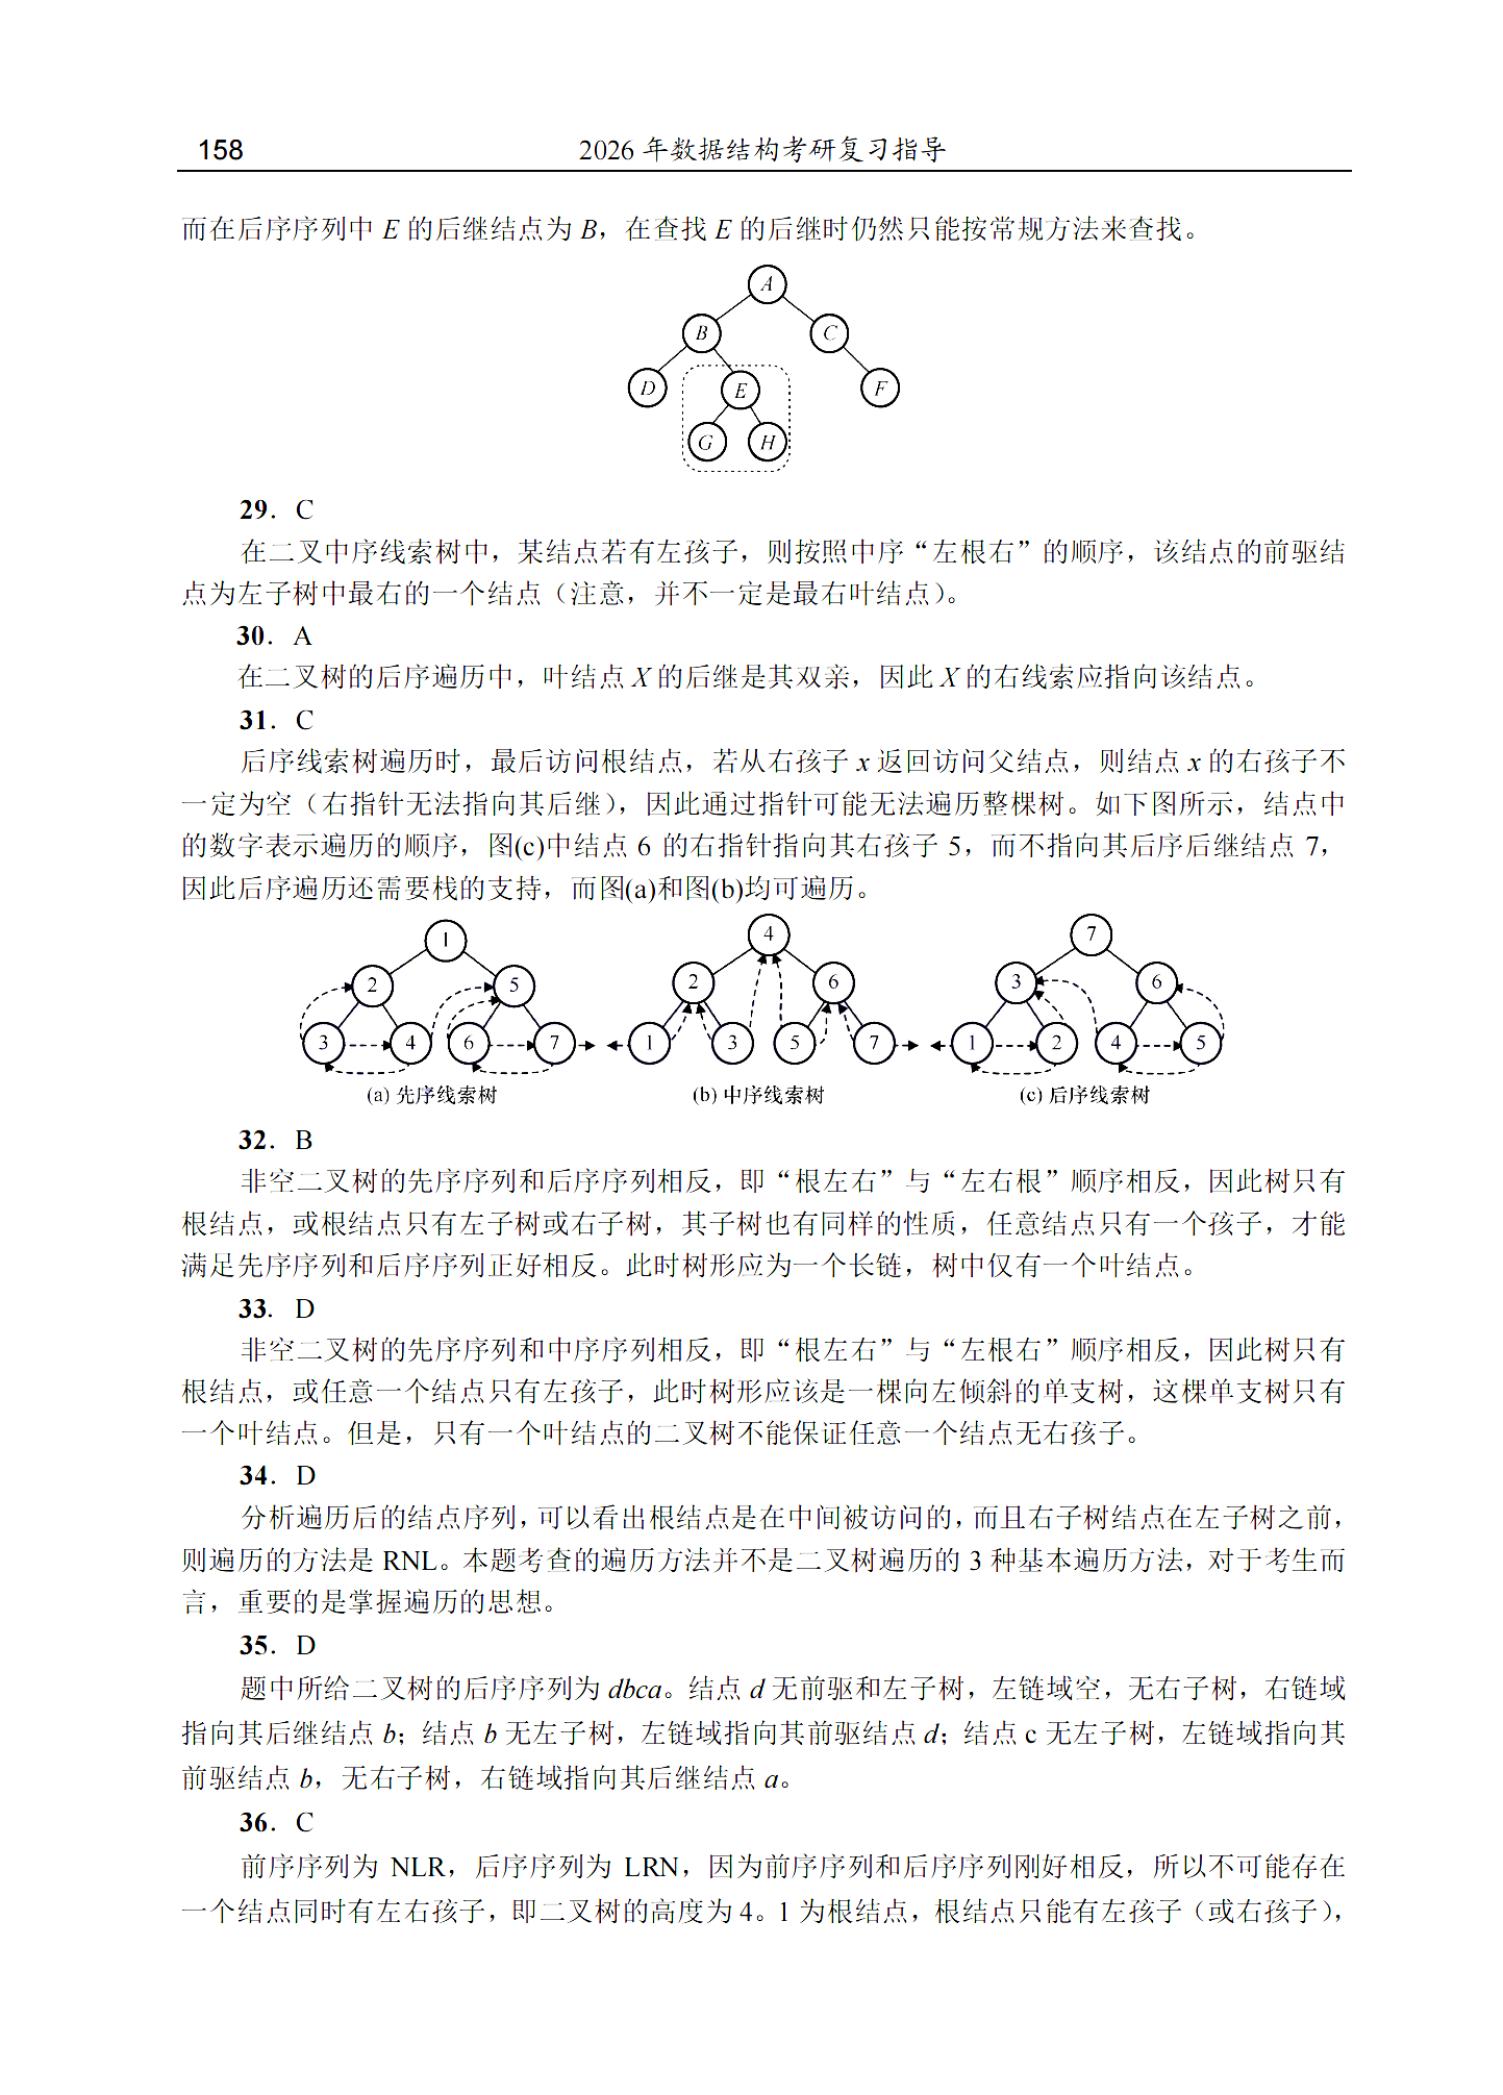 158
2026 年数据结构考研复习指导
而在后序序列中 E 的后继结点为 B，在查找 E 的后继时仍然只能按常规方法来查找。
A
B C
D E F
G H
29． C
在二叉中序线索树中，某结点若有左孩子，则按照中序“左根右”的顺序，该结点的前驱结
点为左子树中最右的一个结点（注意，并不一定是最右叶结点）。
30． A
在二叉树的后序遍历中，叶结点 X 的后继是其双亲，因此 X 的右线索应指向该结点。
31． C
后序线索树遍历时，最后访问根结点，若从右孩子 x 返回访问父结点，则结点 x 的右孩子不
一定为空（右指针无法指向其后继），因此通过指针可能无法遍历整棵树。如下图所示，结点中
的数字表示遍历的顺序，图(c)中结点 6 的右指针指向其右孩子 5，而不指向其后序后继结点 7，
因此后序遍历还需要栈的支持，而图(a)和图(b)均可遍历。
1 4 7
2 5 2 6 3 6
3 4 6 7 1 3 5 7 1 2 4 5
(a) 先序线索树 (b) 中序线索树 (c) 后序线索树
32． B
非空二叉树的先序序列和后序序列相反，即“根左右”与“左右根”顺序相反，因此树只有
根结点，或根结点只有左子树或右子树，其子树也有同样的性质，任意结点只有一个孩子，才能
满足先序序列和后序序列正好相反。此时树形应为一个长链，树中仅有一个叶结点。
33． D
非空二叉树的先序序列和中序序列相反，即“根左右”与“左根右”顺序相反，因此树只有
根结点，或任意一个结点只有左孩子，此时树形应该是一棵向左倾斜的单支树，这棵单支树只有
一个叶结点。但是，只有一个叶结点的二叉树不能保证任意一个结点无右孩子。
34． D
分析遍历后的结点序列，可以看出根结点是在中间被访问的，而且右子树结点在左子树之前，
则遍历的方法是 RNL。本题考查的遍历方法并不是二叉树遍历的 3 种基本遍历方法，对于考生而
言，重要的是掌握遍历的思想。
35． D
题中所给二叉树的后序序列为 dbca。结点 d 无前驱和左子树，左链域空，无右子树，右链域
指向其后继结点 b；结点 b 无左子树，左链域指向其前驱结点 d；结点 c 无左子树，左链域指向其
前驱结点 b，无右子树，右链域指向其后继结点 a。
36． C
前序序列为 NLR，后序序列为 LRN，因为前序序列和后序序列刚好相反，所以不可能存在
一个结点同时有左右孩子，即二叉树的高度为 4。1 为根结点，根结点只能有左孩子（或右孩子），